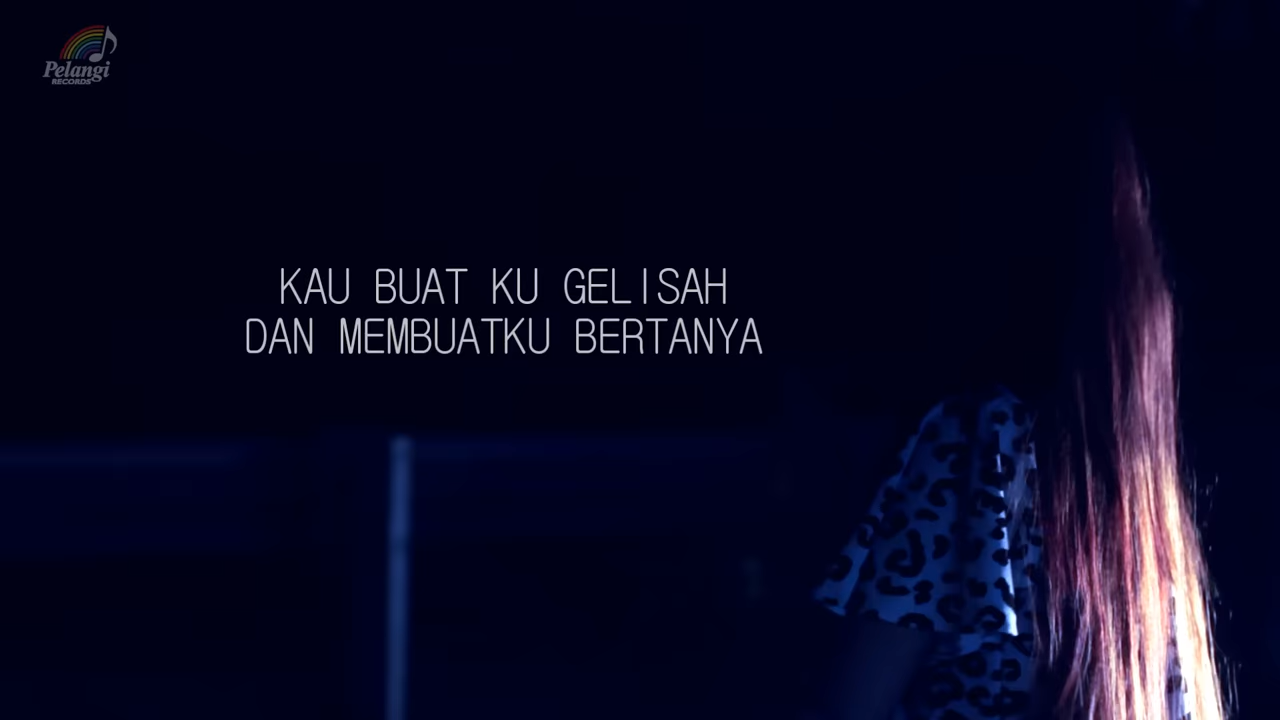 Pelangi
RECORDS
KAU BUAT KU GELISAH
DAN MEMBUATKU BERTANYA